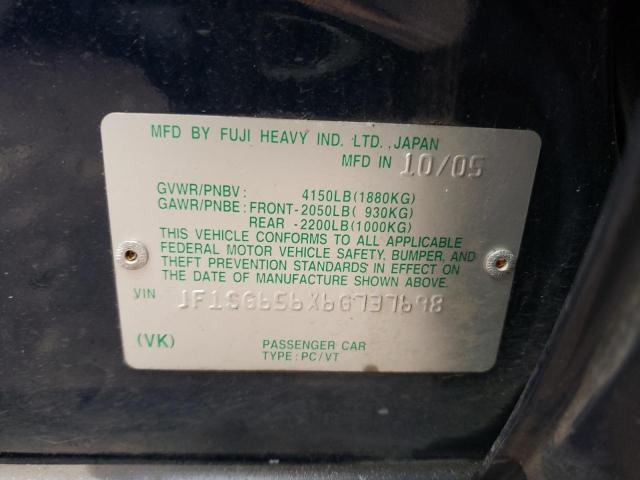 MFD BY FUJI HEAVY IND. LTD., JAPAN
MFD IN 10/05
GVWR/PNBV: 4150LB(1880KG)
GAWR/PNBE: FRONT-2050LB( 930KG)
REAR -2200LB(1000KG)
THIS VEHICLE CONFORMS TO ALL APPLICABLE
FEDERAL MOTOR VEHICLE SAFETY, BUMPER, AND
THEFT PREVENTION STANDARDS IN EFFECT ON
THE DATE OF MANUFACTURE SHOWN ABOVE.
VIN JF1SG656X6G737698
(VK) PASSENGER CAR
TYPE:PC/VT